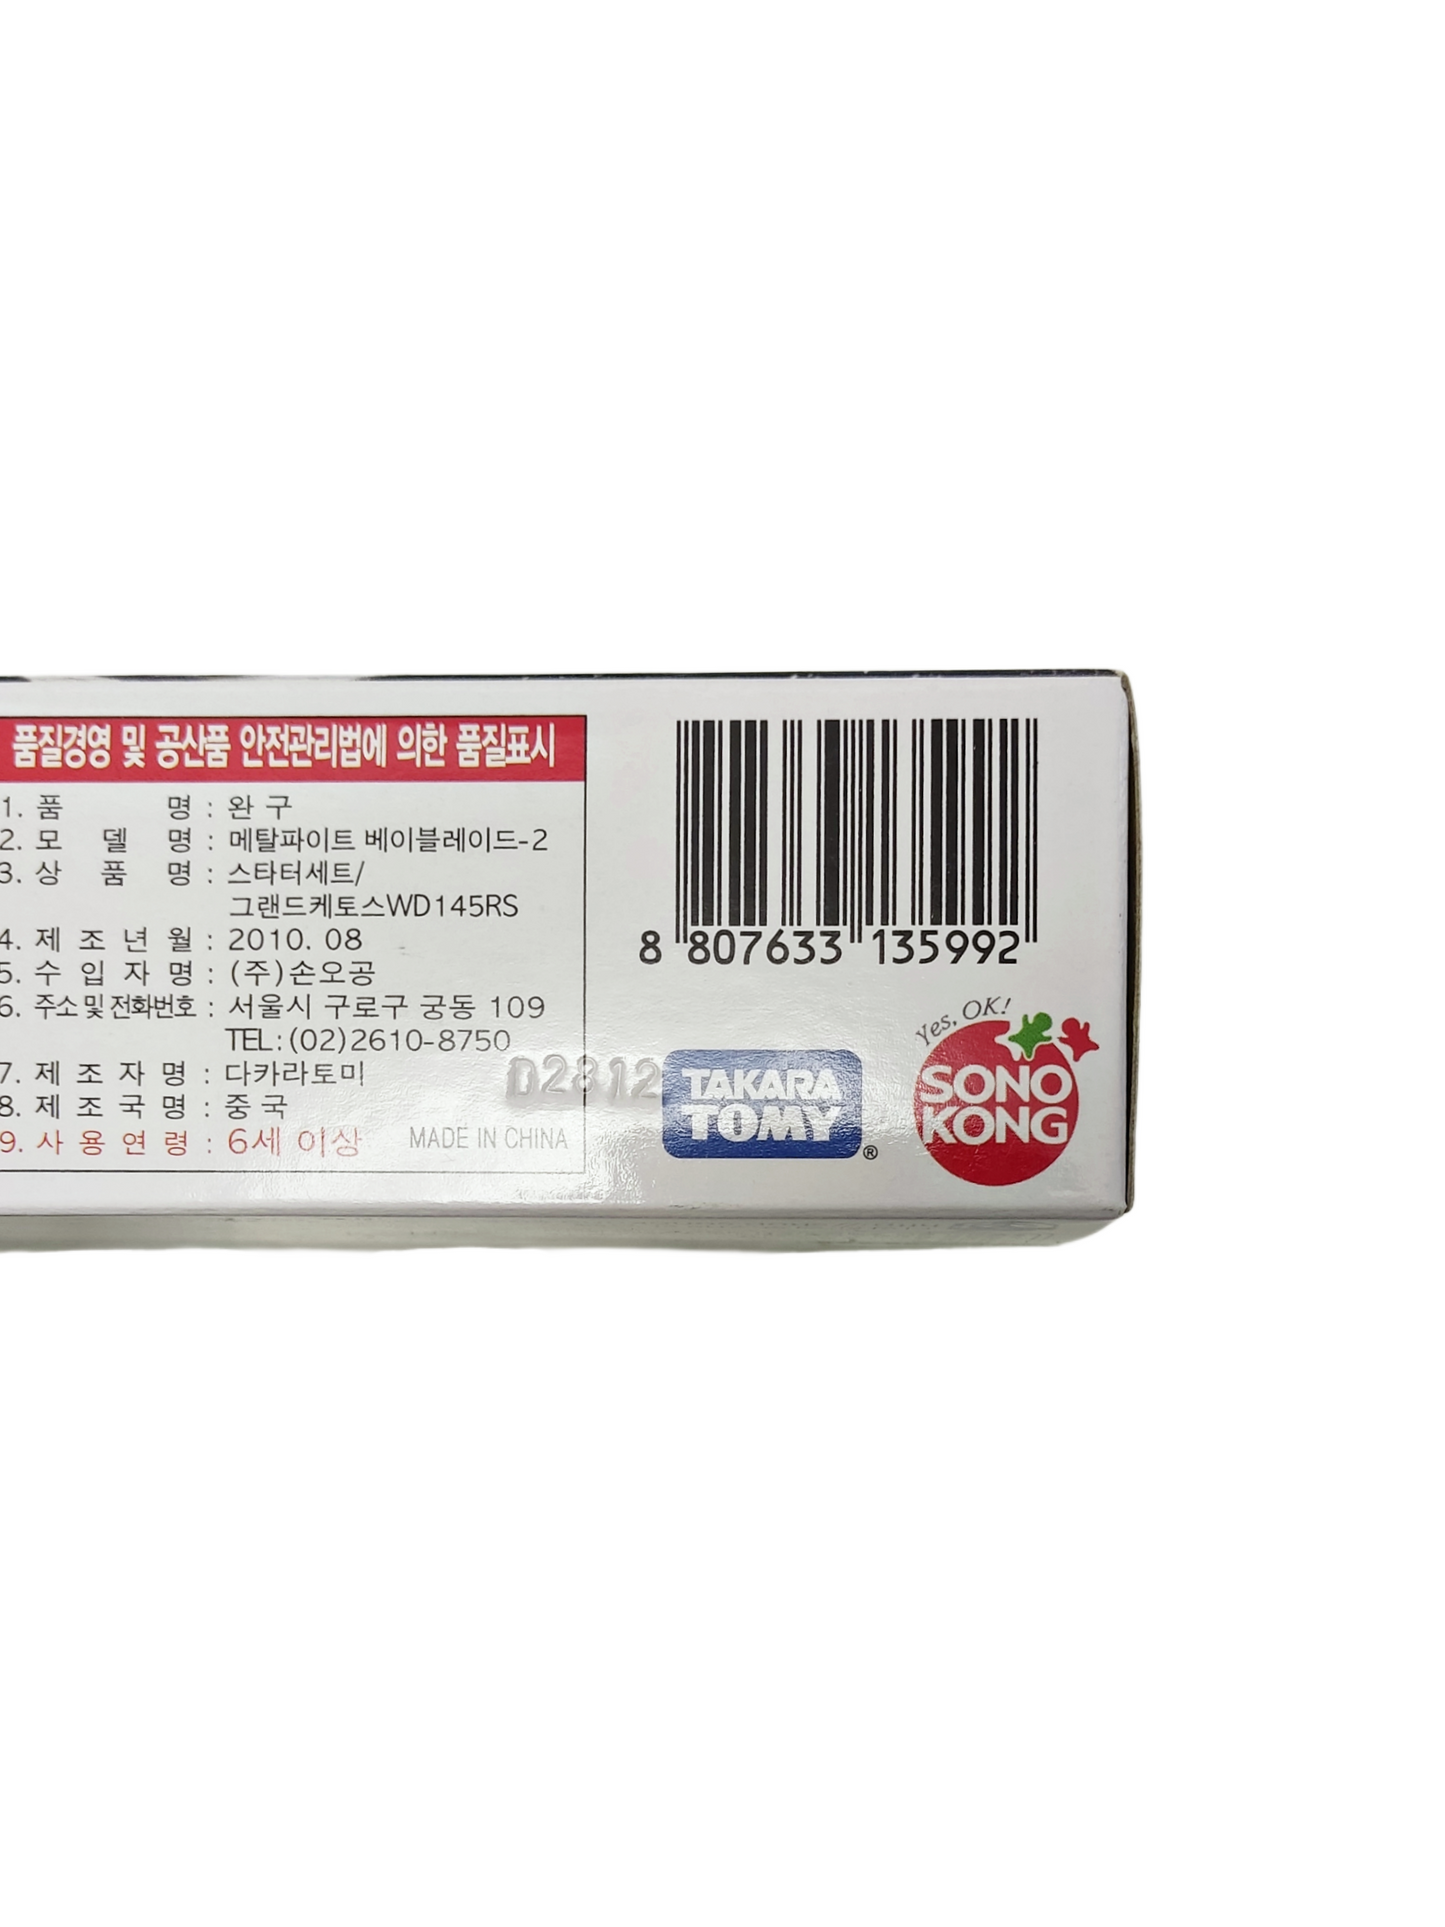 품질경영 및 공산품 안전관리법에 의한 품질표시
1. 품 명 : 완구
2. 모 델 명 : 메탈파이트 베이블레이드-2
3. 상 품 명 : 스타터세트/
그랜드케토스WD145RS
4. 제 조 년 월 : 2010. 08
5. 수 입 자 명 : (주)손오공
6. 주소 및 전화번호 : 서울시 구로구 궁동 109
TEL:(02)2610-8750
7. 제 조 자 명 : 다카라토미
8. 제 조 국 명 : 중국
9. 사 용 연 령 : 6세 이상 MADE IN CHINA
D2812
8 807633 135992
TAKARA
TOMY
®
Yes, OK!
SONO
KONG